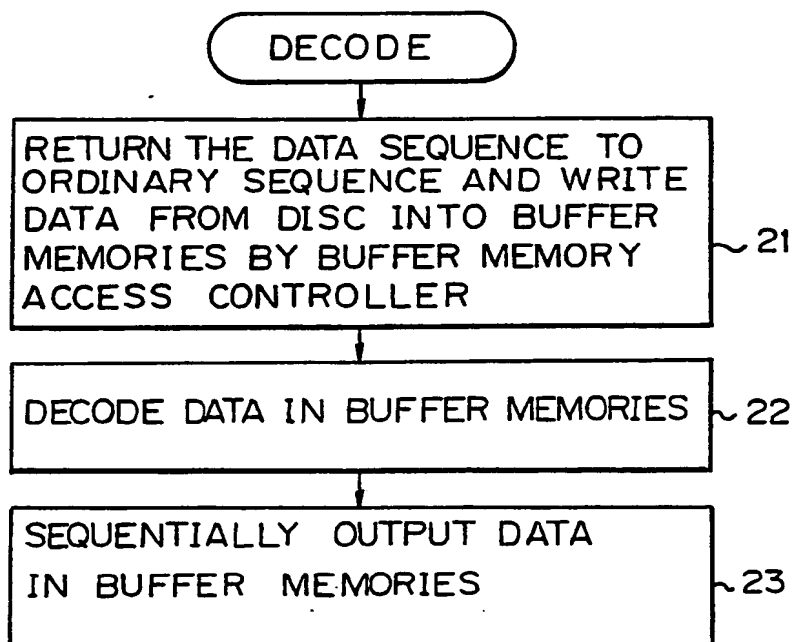 DECODE
RETURN THE DATA SEQUENCE TO
ORDINARY SEQUENCE AND WRITE
DATA FROM DISC INTO BUFFER
MEMORIES BY BUFFER MEMORY
ACCESS CONTROLLER
21
DECODE DATA IN BUFFER MEMORIES
22
SEQUENTIALLY OUTPUT DATA
IN BUFFER MEMORIES
23